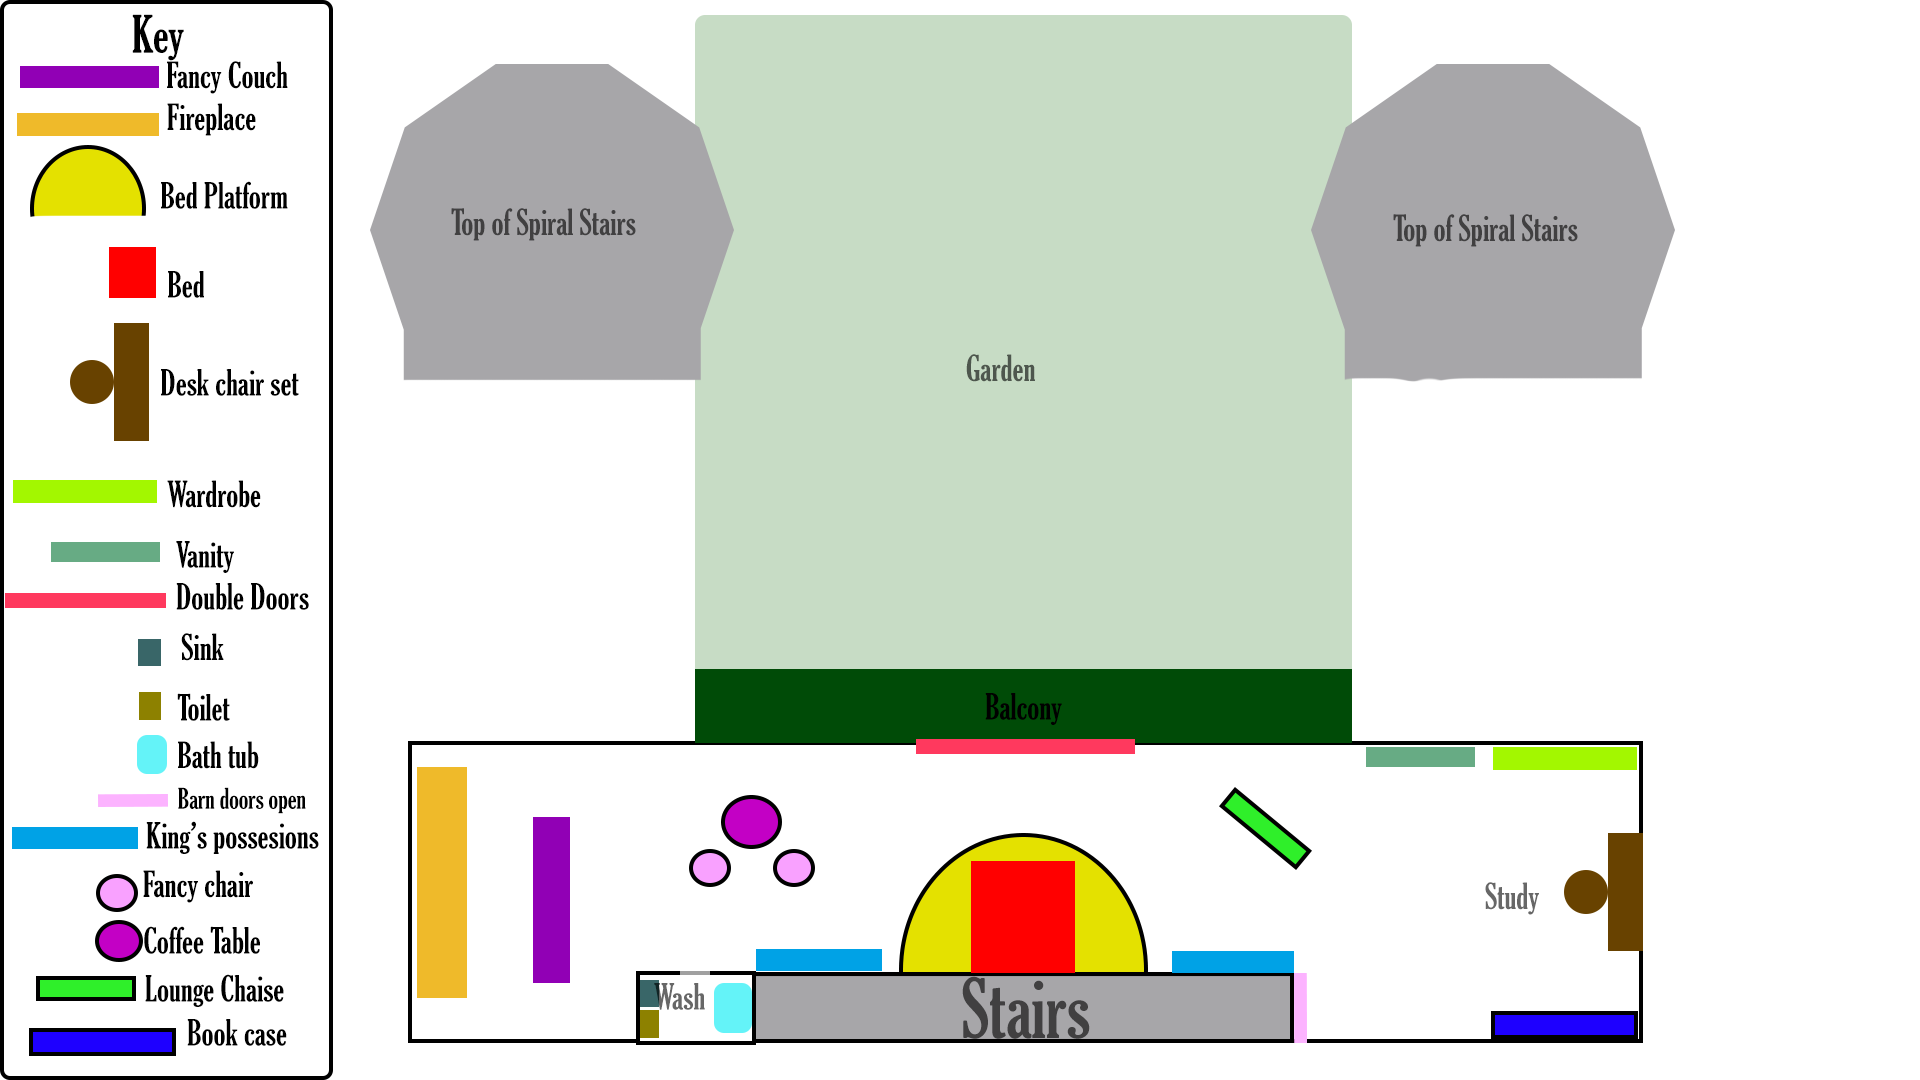 Key
Fancy Couch
Fireplace
Bed Platform
Bed
Desk chair set
Wardrobe
Vanity
Double Doors
Sink
Toilet
Bath tub
Barn doors open
King's possesions
Fancy chair
Coffee Table
Lounge Chaise
Book case
Top of Spiral Stairs
Top of Spiral Stairs
Garden
Balcony
Study
Wash
Stairs